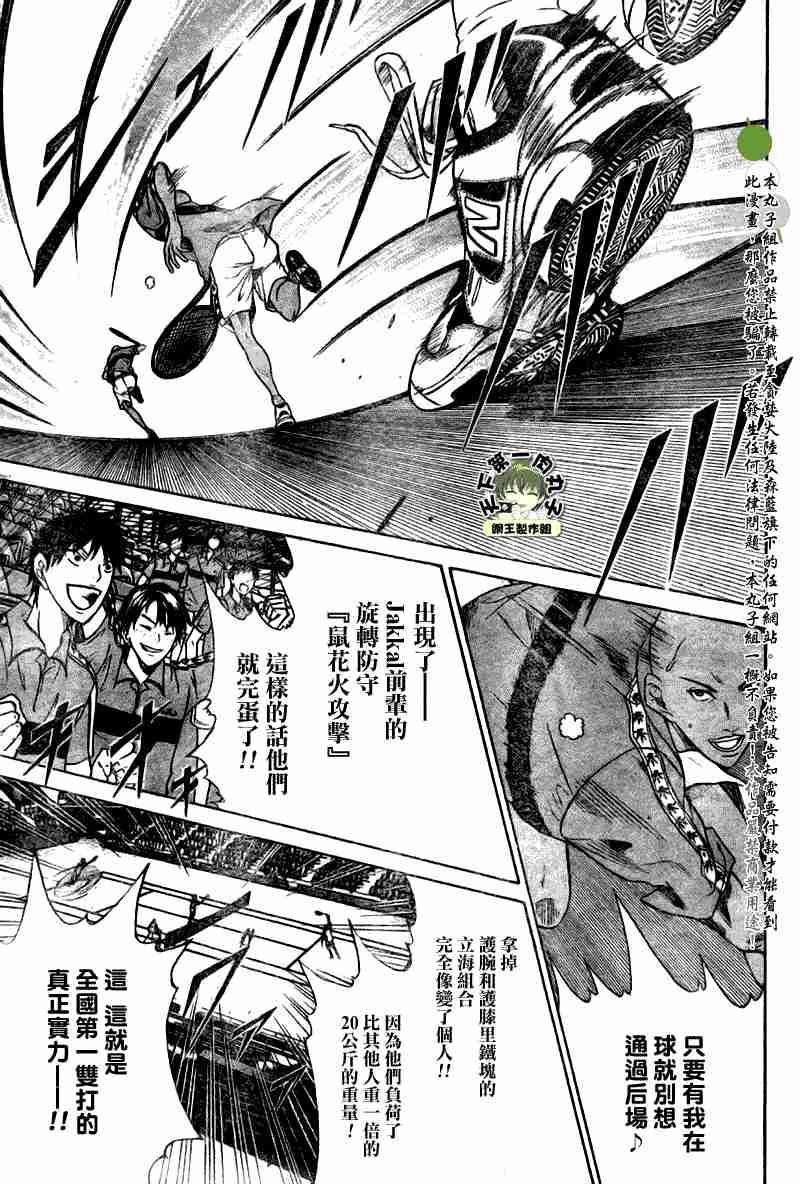 本丸子組作品禁止轉載至貪婪大陸及森藍旗下的任何網站。如果您被告知需要付款才能看到
此漫畫，那麼您被騙了。若發生任何法律問題，本丸子組一概不負責！本作品嚴禁商業用途！
N
天下第一肉丸子
網王製作組
出現了——
Jakkal前輩的
旋轉防守
『鼠花火攻擊』
這樣的話他們
就完蛋了!!
只要有我在
球就別想
通過后場♪
拿掉
護腕和護膝里鐵塊的
立海組合
完全像變了個人!!
因為他們負荷了
比其他人重一倍的
20公斤的重量！
這 這就是
全國第一雙打的
真正實力——!!